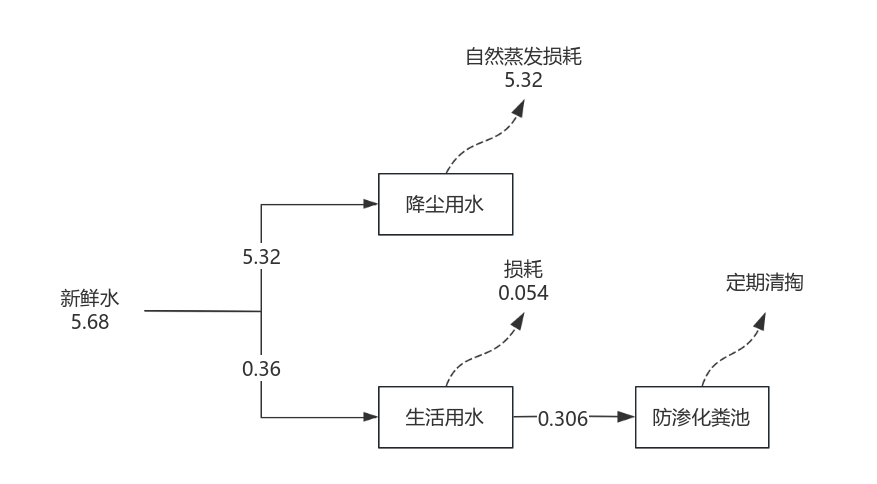 自然蒸发损耗
5.32
降尘用水
5.32
损耗
0.054
定期清掏
新鲜水
5.68
0.36
生活用水
0.306
防渗化粪池